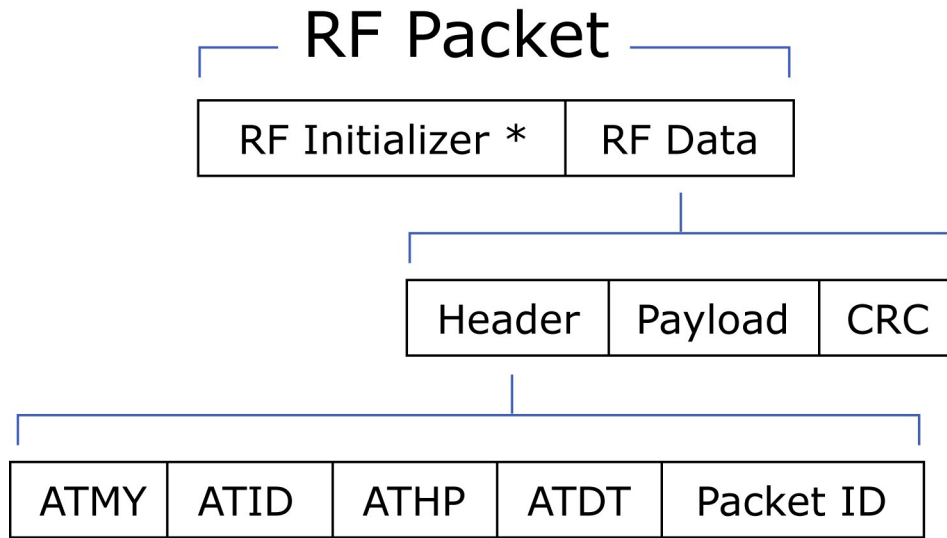 RF Packet
RF Initializer * RF Data
Header Payload CRC
ATMY ATID ATHP ATDT Packet ID